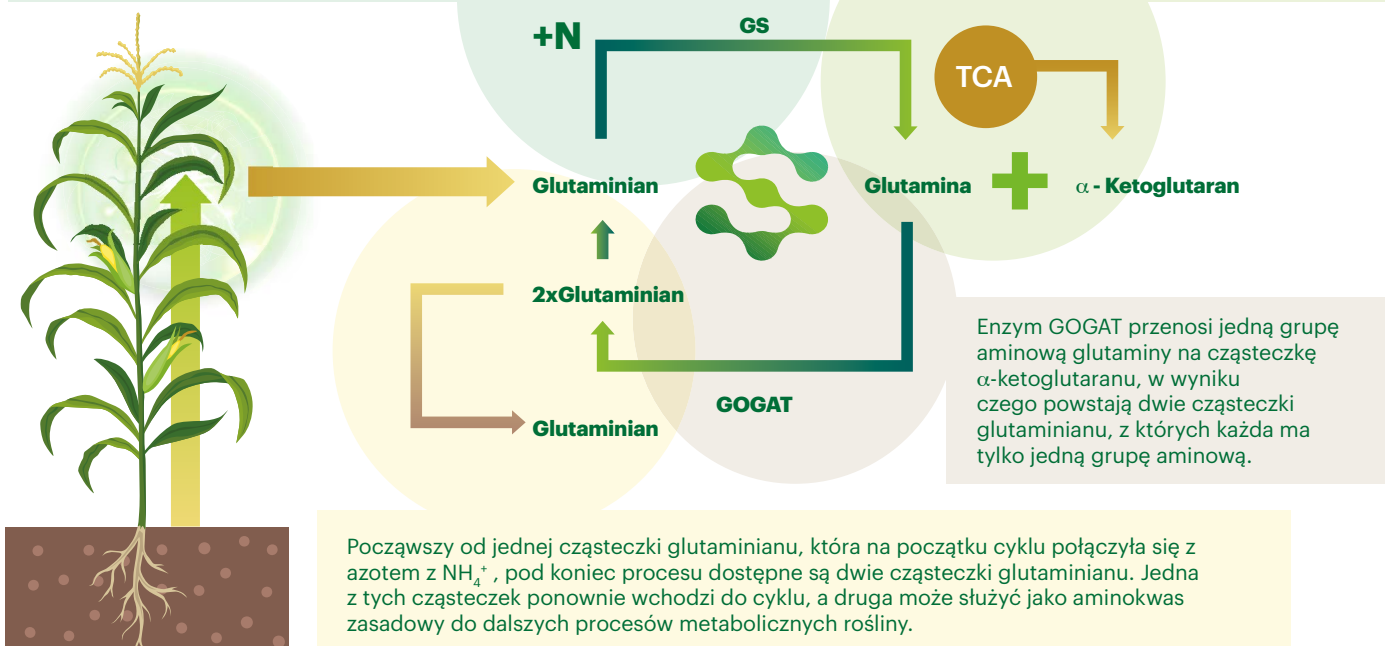 +N
GS
TCA
Glutaminian
Glutamina + α - Ketoglutaran
2xGlutaminian
GOGAT
Glutaminian
Enzym GOGAT przenosi jedną grupę
aminową glutaminy na cząsteczkę
α-ketoglutaranu, w wyniku
czego powstają dwie cząsteczki
glutaminianu, z których każda ma
tylko jedną grupę aminową.
Począwszy od jednej cząsteczki glutaminianu, która na początku cyklu połączyła się z
azotem z NH₄⁺ , pod koniec procesu dostępne są dwie cząsteczki glutaminianu. Jedna
z tych cząsteczek ponownie wchodzi do cyklu, a druga może służyć jako aminokwas
zasadowy do dalszych procesów metabolicznych rośliny.